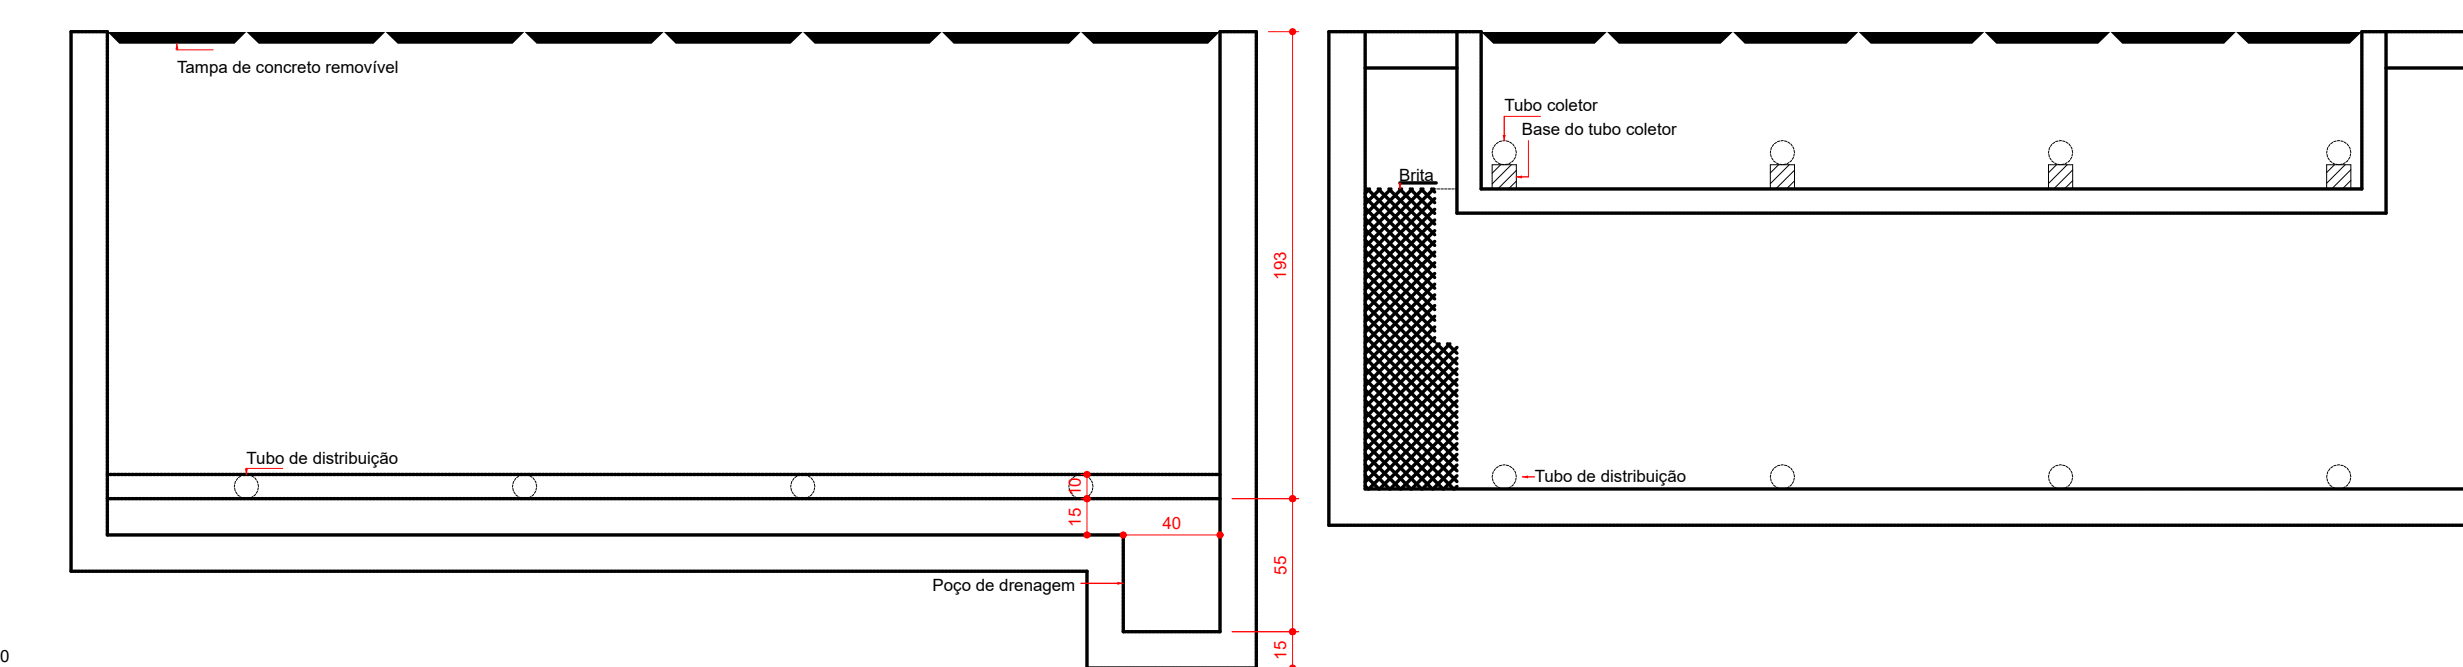 Tampa de concreto removível
Tubo coletor
Base do tubo coletor
Brita
193
Tubo de distribuição
10
Tubo de distribuição
15
40
55
Poço de drenagem
15
0